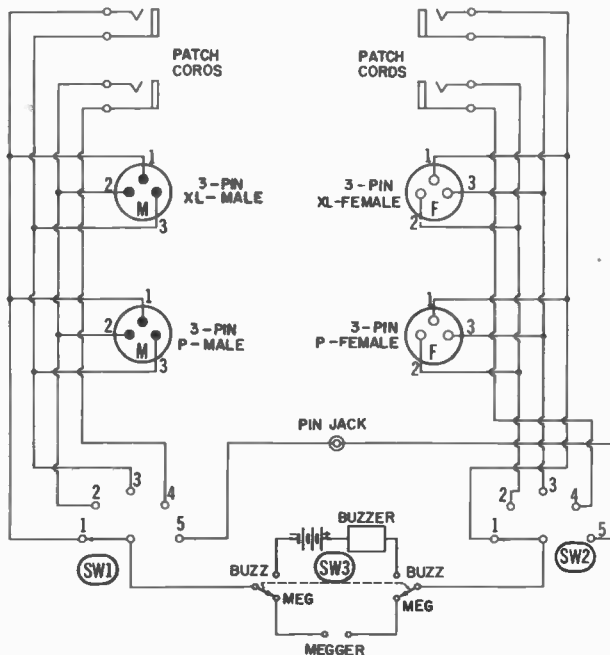 PATCH
COROS
PATCH
CORDS
1
2
M
3
3-PIN
XL-MALE
3-PIN
XL-FEMALE
1
3
F
2
1
2
M
3
3-PIN
P-MALE
3-PIN
P-FEMALE
1
3
F
2
PIN JACK
1
2
3
4
5
SW1
BUZZER
BUZZ
SW3
BUZZ
MEG
MEG
MEGGER
1
2
3
4
5
SW2